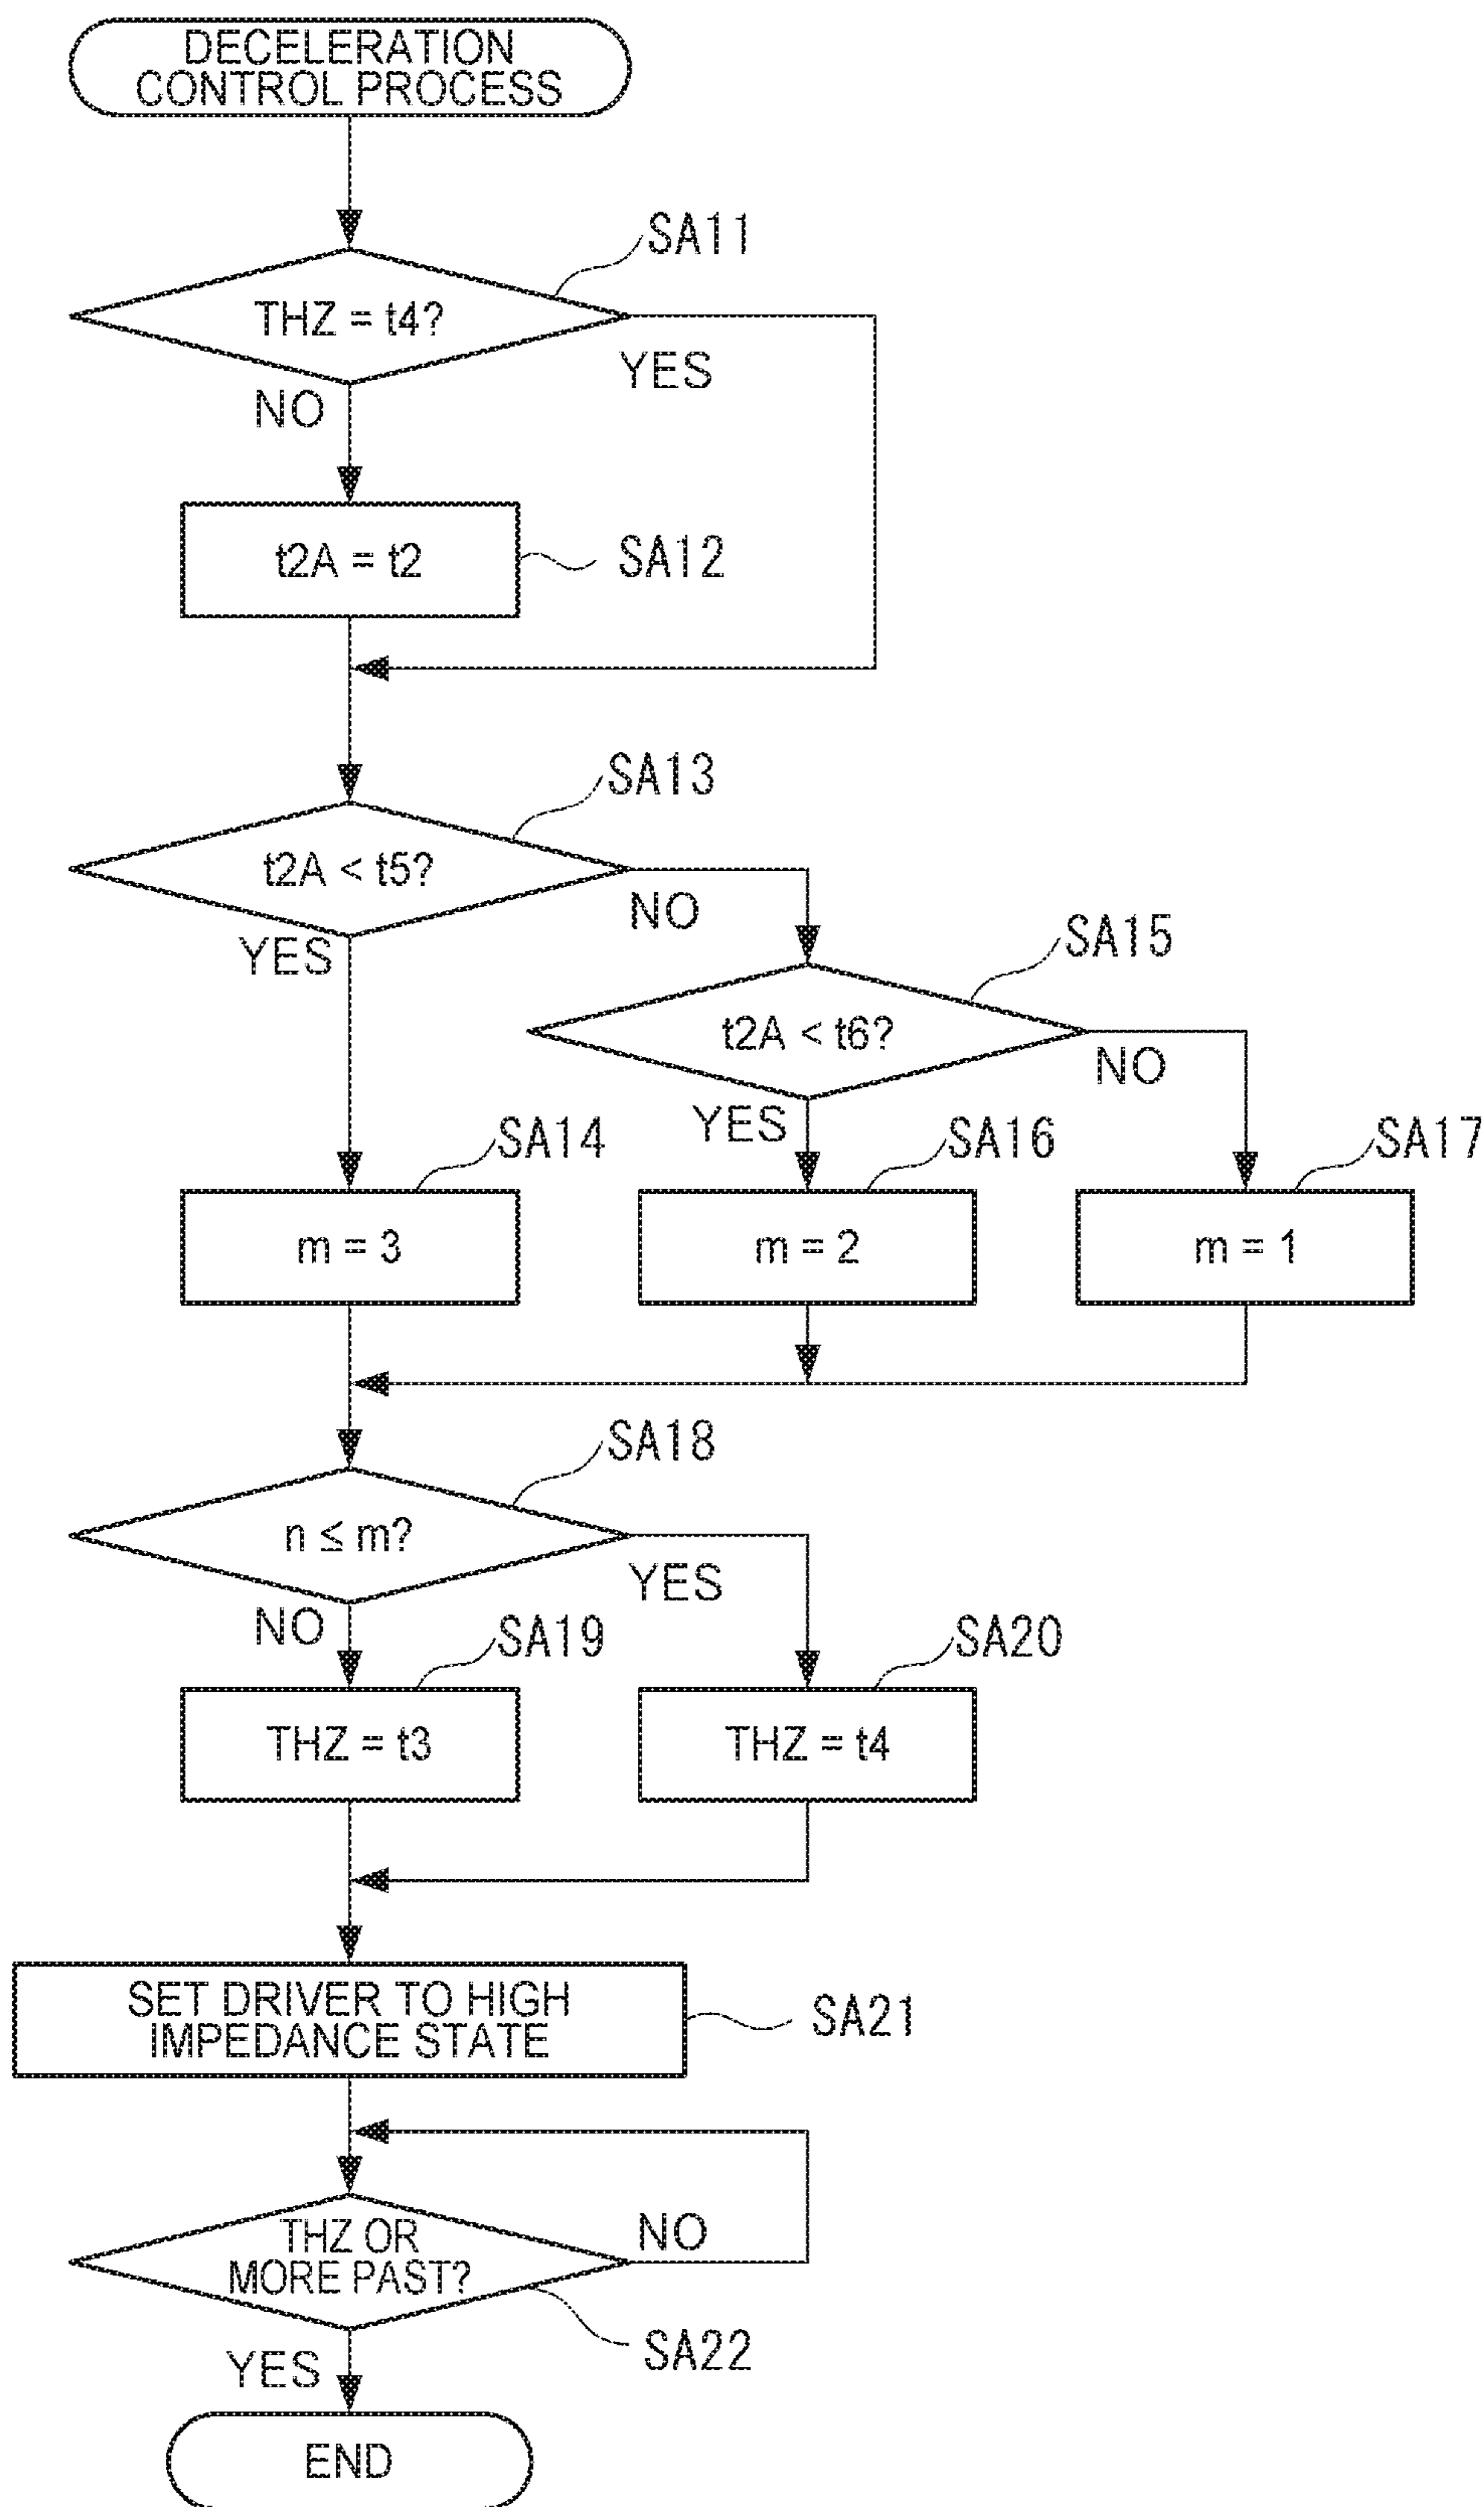 DECELERATION
CONTROL PROCESS
SA11
THZ = t4?
YES
NO
t2A = t2
SA12
SA13
t2A < t5?
NO
YES
SA15
t2A < t6?
NO
YES
SA14
SA16
SA17
m = 3
m = 2
m = 1
SA18
n ≤ m?
YES
NO
SA19
SA20
THZ = t3
THZ = t4
SET DRIVER TO HIGH
IMPEDANCE STATE
SA21
THZ OR
MORE PAST?
NO
SA22
YES
END